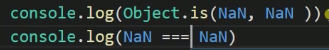 console.log(Object.is(NaN, NaN ))
console.log(NaN === NaN)